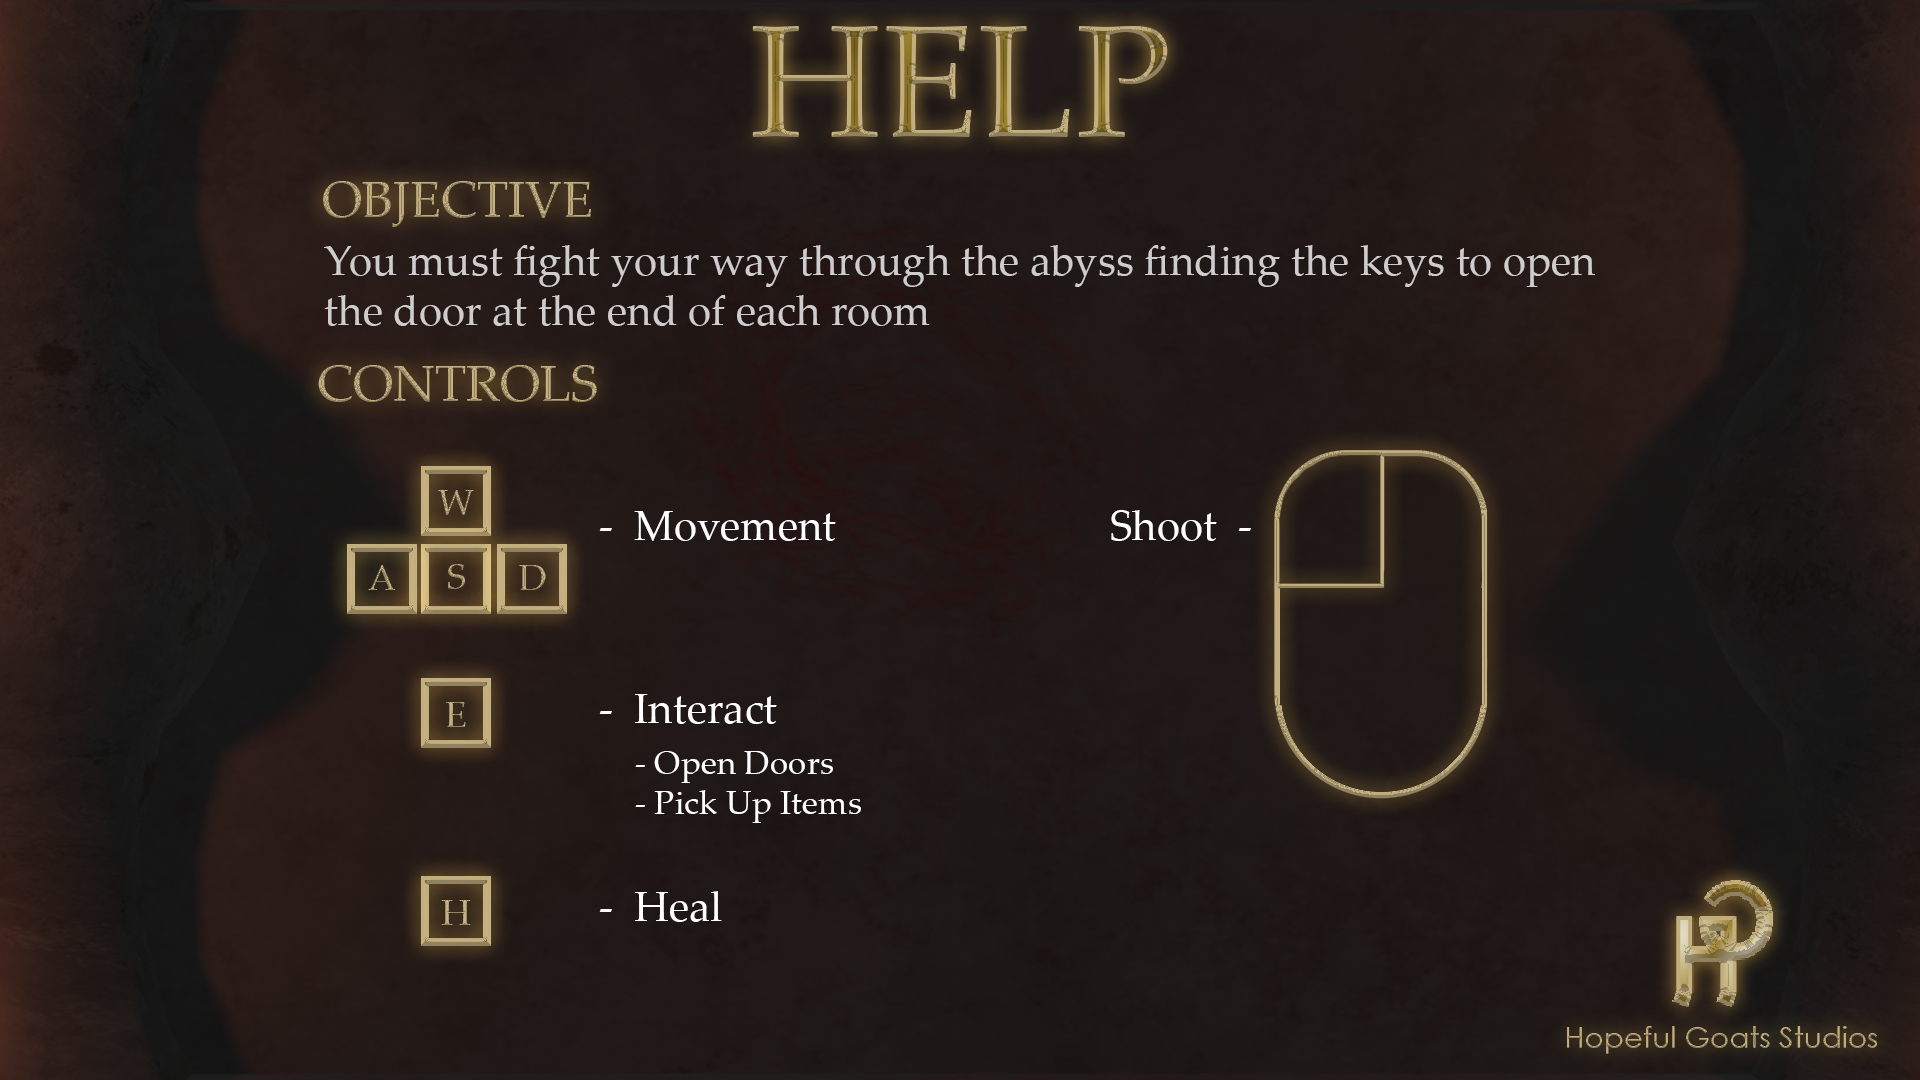 HELP
OBJECTIVE
You must fight your way through the abyss finding the keys to open
the door at the end of each room
CONTROLS
W
A S D
- Movement
Shoot -
E
- Interact
- Open Doors
- Pick Up Items
H
- Heal
Hopeful Goats Studios